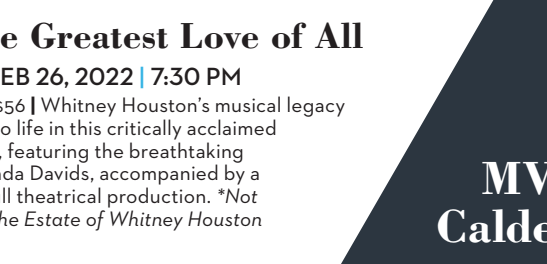 e Greatest Love of All
EB 26, 2022 | 7:30 PM
$56 | Whitney Houston's musical legacy
o life in this critically acclaimed
, featuring the breathtaking
nda Davids, accompanied by a
ll theatrical production. *Not
he Estate of Whitney Houston
MV
Calde